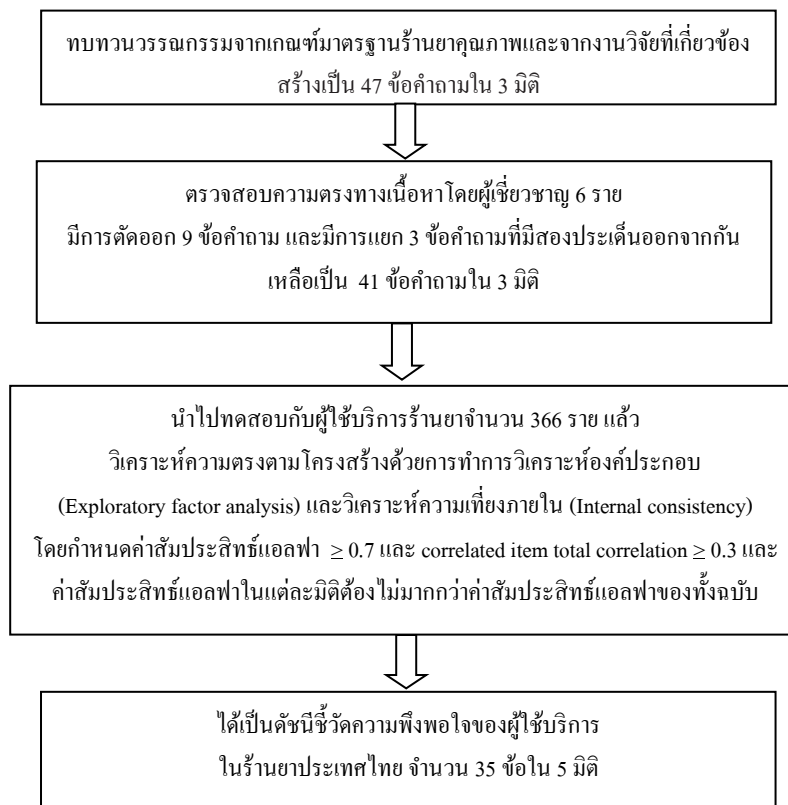 ทบทวนวรรณกรรมจากเกณฑ์มาตรฐานร้านยาคุณภาพและจากงานวิจัยที่เกี่ยวข้อง
สร้างเป็น 47 ข้อคำถามใน 3 มิติ
ตรวจสอบความตรงทางเนื้อหาโดยผู้เชี่ยวชาญ 6 ราย
มีการตัดออก 9 ข้อคำถาม และมีการแยก 3 ข้อคำถามที่มีสองประเด็นออกจากกัน
เหลือเป็น 41 ข้อคำถามใน 3 มิติ
นำไปทดสอบกับผู้ใช้บริการร้านยาจำนวน 366 ราย แล้ว
วิเคราะห์ความตรงตามโครงสร้างด้วยการทำการวิเคราะห์องค์ประกอบ
(Exploratory factor analysis) และวิเคราะห์ความเที่ยงภายใน (Internal consistency)
โดยกำหนดค่าสัมประสิทธ์แอลฟา ≥ 0.7 และ correlated item total correlation ≥ 0.3 และ
ค่าสัมประสิทธ์แอลฟาในแต่ละมิติต้องไม่มากกว่าค่าสัมประสิทธ์แอลฟาของทั้งฉบับ
ได้เป็นดัชนีชี้วัดความพึงพอใจของผู้ใช้บริการ
ในร้านยาประเทศไทย จำนวน 35 ข้อใน 5 มิติ